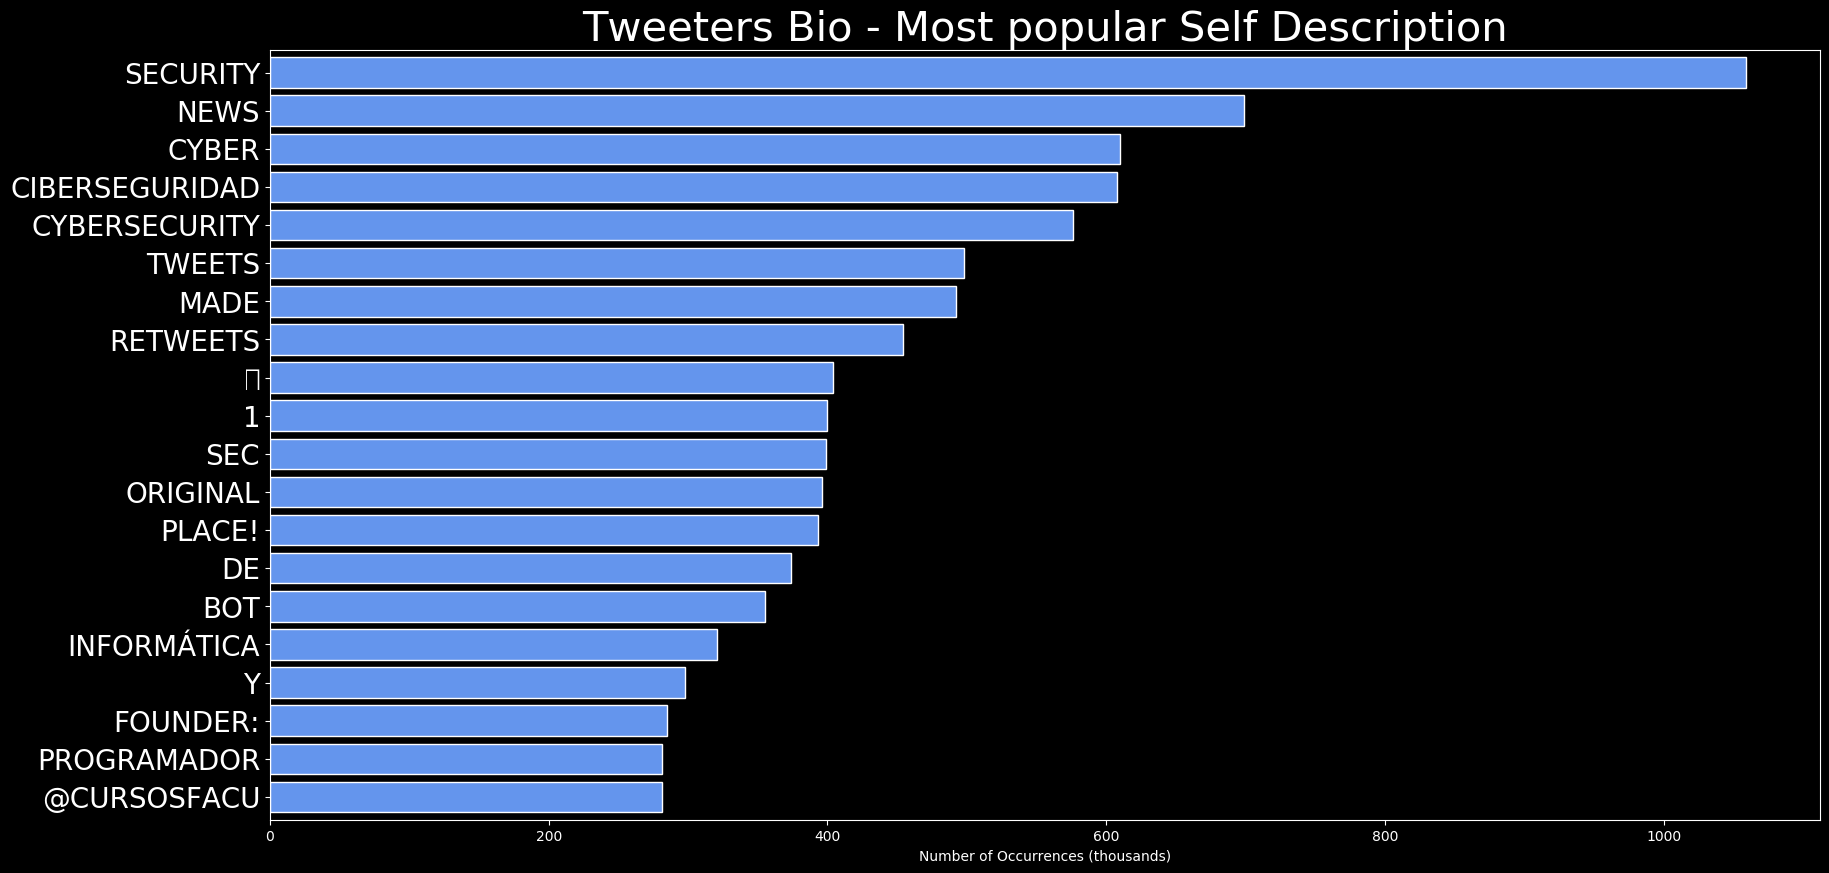 Tweeters Bio - Most popular Self Description
SECURITY
NEWS
CYBER
CIBERSEGURIDAD
CYBERSECURITY
TWEETS
MADE
RETWEETS
1
SEC
ORIGINAL
PLACE!
DE
BOT
INFORMÁTICA
Y
FOUNDER:
PROGRAMADOR
@CURSOSFACU
0 200 400 600 800 1000
Number of Occurrences (thousands)